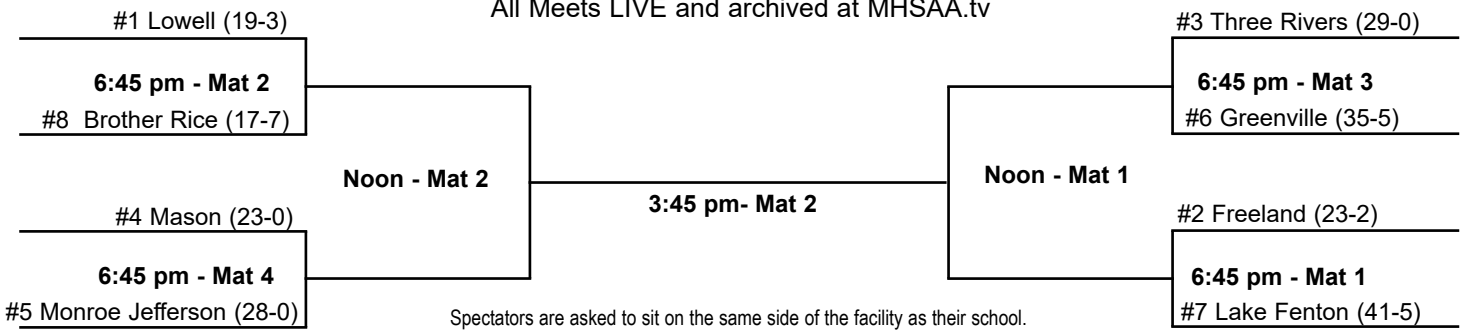 All Meets LIVE and archived at MHSAA.tv
#1 Lowell (19-3)
6:45 pm - Mat 2
#8 Brother Rice (17-7)
Noon - Mat 2
#4 Mason (23-0)
6:45 pm - Mat 4
#5 Monroe Jefferson (28-0)
3:45 pm- Mat 2
#3 Three Rivers (29-0)
6:45 pm - Mat 3
#6 Greenville (35-5)
Noon - Mat 1
#2 Freeland (23-2)
6:45 pm - Mat 1
#7 Lake Fenton (41-5)
Spectators are asked to sit on the same side of the facility as their school.